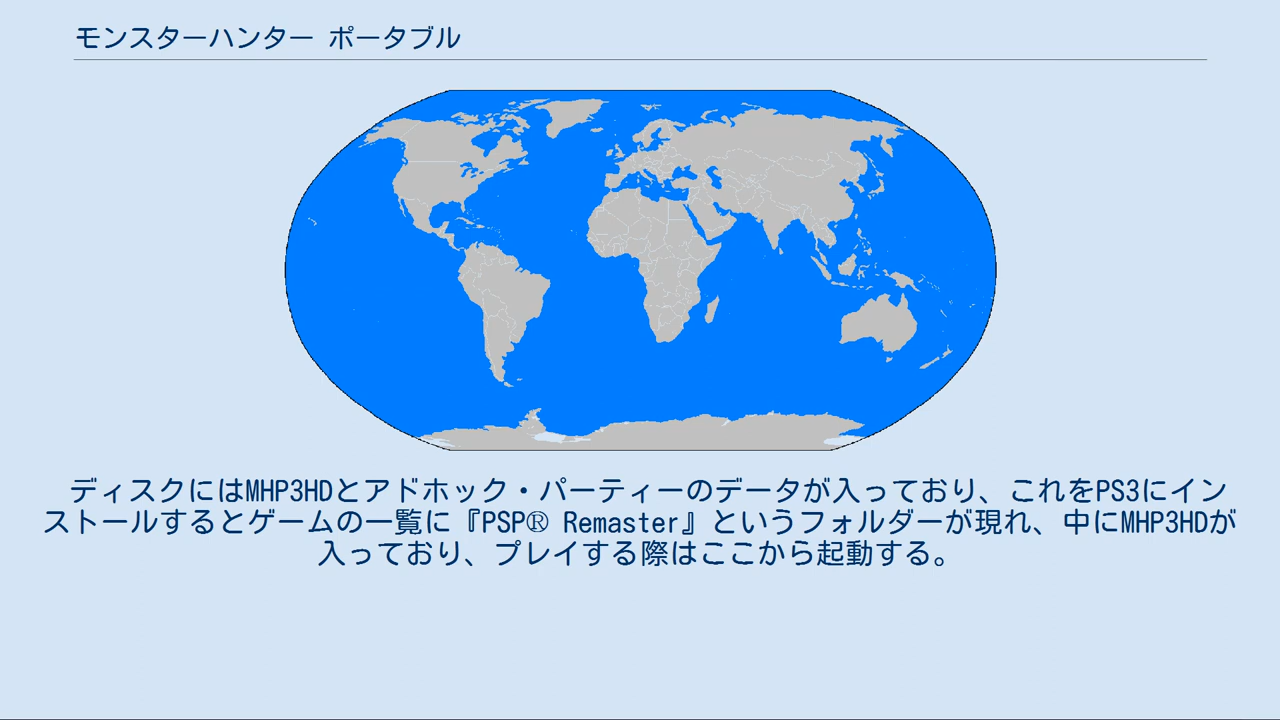 モンスターハンター ポータブル
ディスクにはMHP3HDとアドホック・パーティーのデータが入っており、これをPS3にイン
ストールするとゲームの一覧に『PSP® Remaster』というフォルダーが現れ、中にMHP3HDが
入っており、プレイする際はここから起動する。